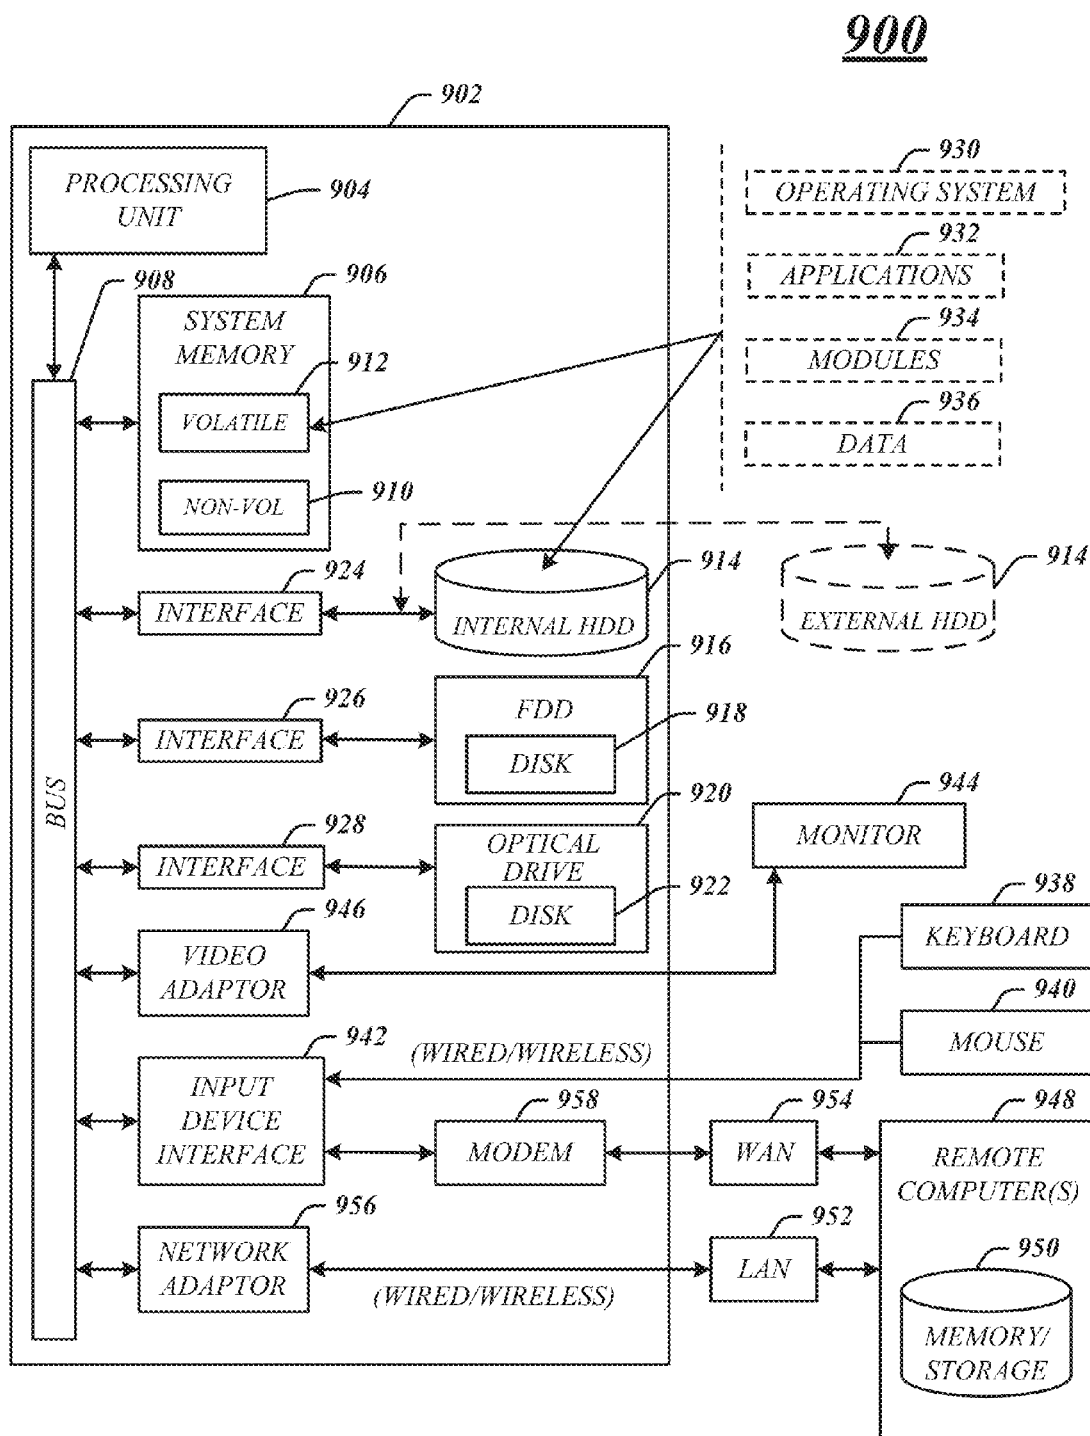 900
902
PROCESSING
UNIT
904
930
OPERATING SYSTEM
932
APPLICATIONS
934
MODULES
936
DATA
908
906
SYSTEM
MEMORY
912
VOLATILE
910
NON-VOL
924
INTERFACE
914
INTERNAL HDD
914
EXTERNAL HDD
916
FDD
926
INTERFACE
918
DISK
BUS
920
OPTICAL
DRIVE
928
INTERFACE
922
DISK
944
MONITOR
946
VIDEO
ADAPTOR
938
KEYBOARD
940
MOUSE
942
INPUT
DEVICE
INTERFACE
(WIRED/WIRELESS)
958
MODEM
954
WAN
948
REMOTE
COMPUTER(S)
956
NETWORK
ADAPTOR
(WIRED/WIRELESS)
952
LAN
950
MEMORY/
STORAGE